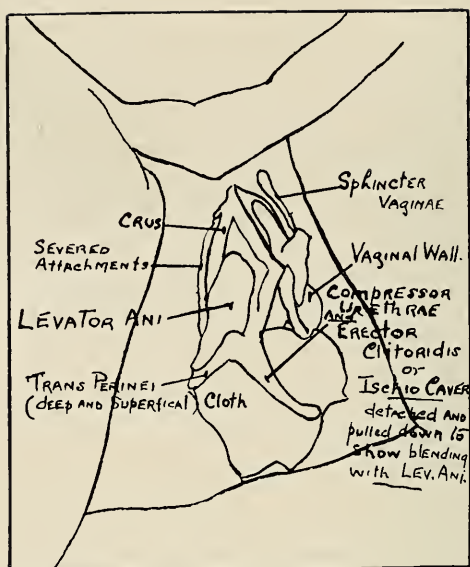 Sphincter
Vaginae
Crus
Severed
Attachments
Vaginal Wall.
Compressor
Urethrae
and
Erector
Clitoridis
or
Ischio Caver
detached and
pulled down to
show blending
with Lev. Ani.
Levator Ani
Trans Perinei
(deep and Superfical)
Cloth